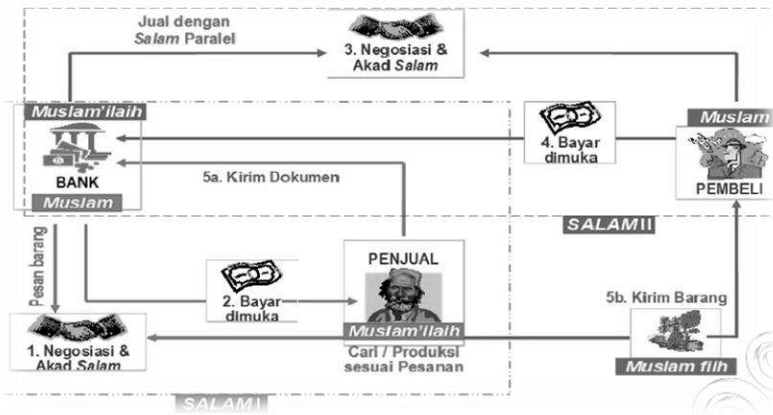 Jual dengan
Salam Paralel
3. Negosiasi &
Akad Salam
Muslam'ilaih
BANK
Muslam
4. Bayar
dimuka
Muslam
PEMBELI
5a. Kirim Dokumen
SALAM II
Pesan barang
2. Bayar
dimuka
PENJUAL
Muslam'ilaih
Cari / Produksi
sesuai Pesanan
5b. Kirim Barang
Muslam fiih
1. Negosiasi &
Akad Salam
SALAM I